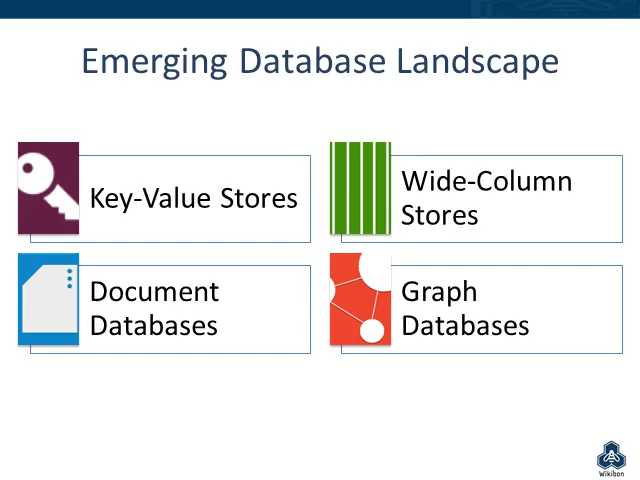 Emerging Database Landscape
Key-Value Stores
Wide-Column
Stores
Document
Databases
Graph
Databases
Wikibon